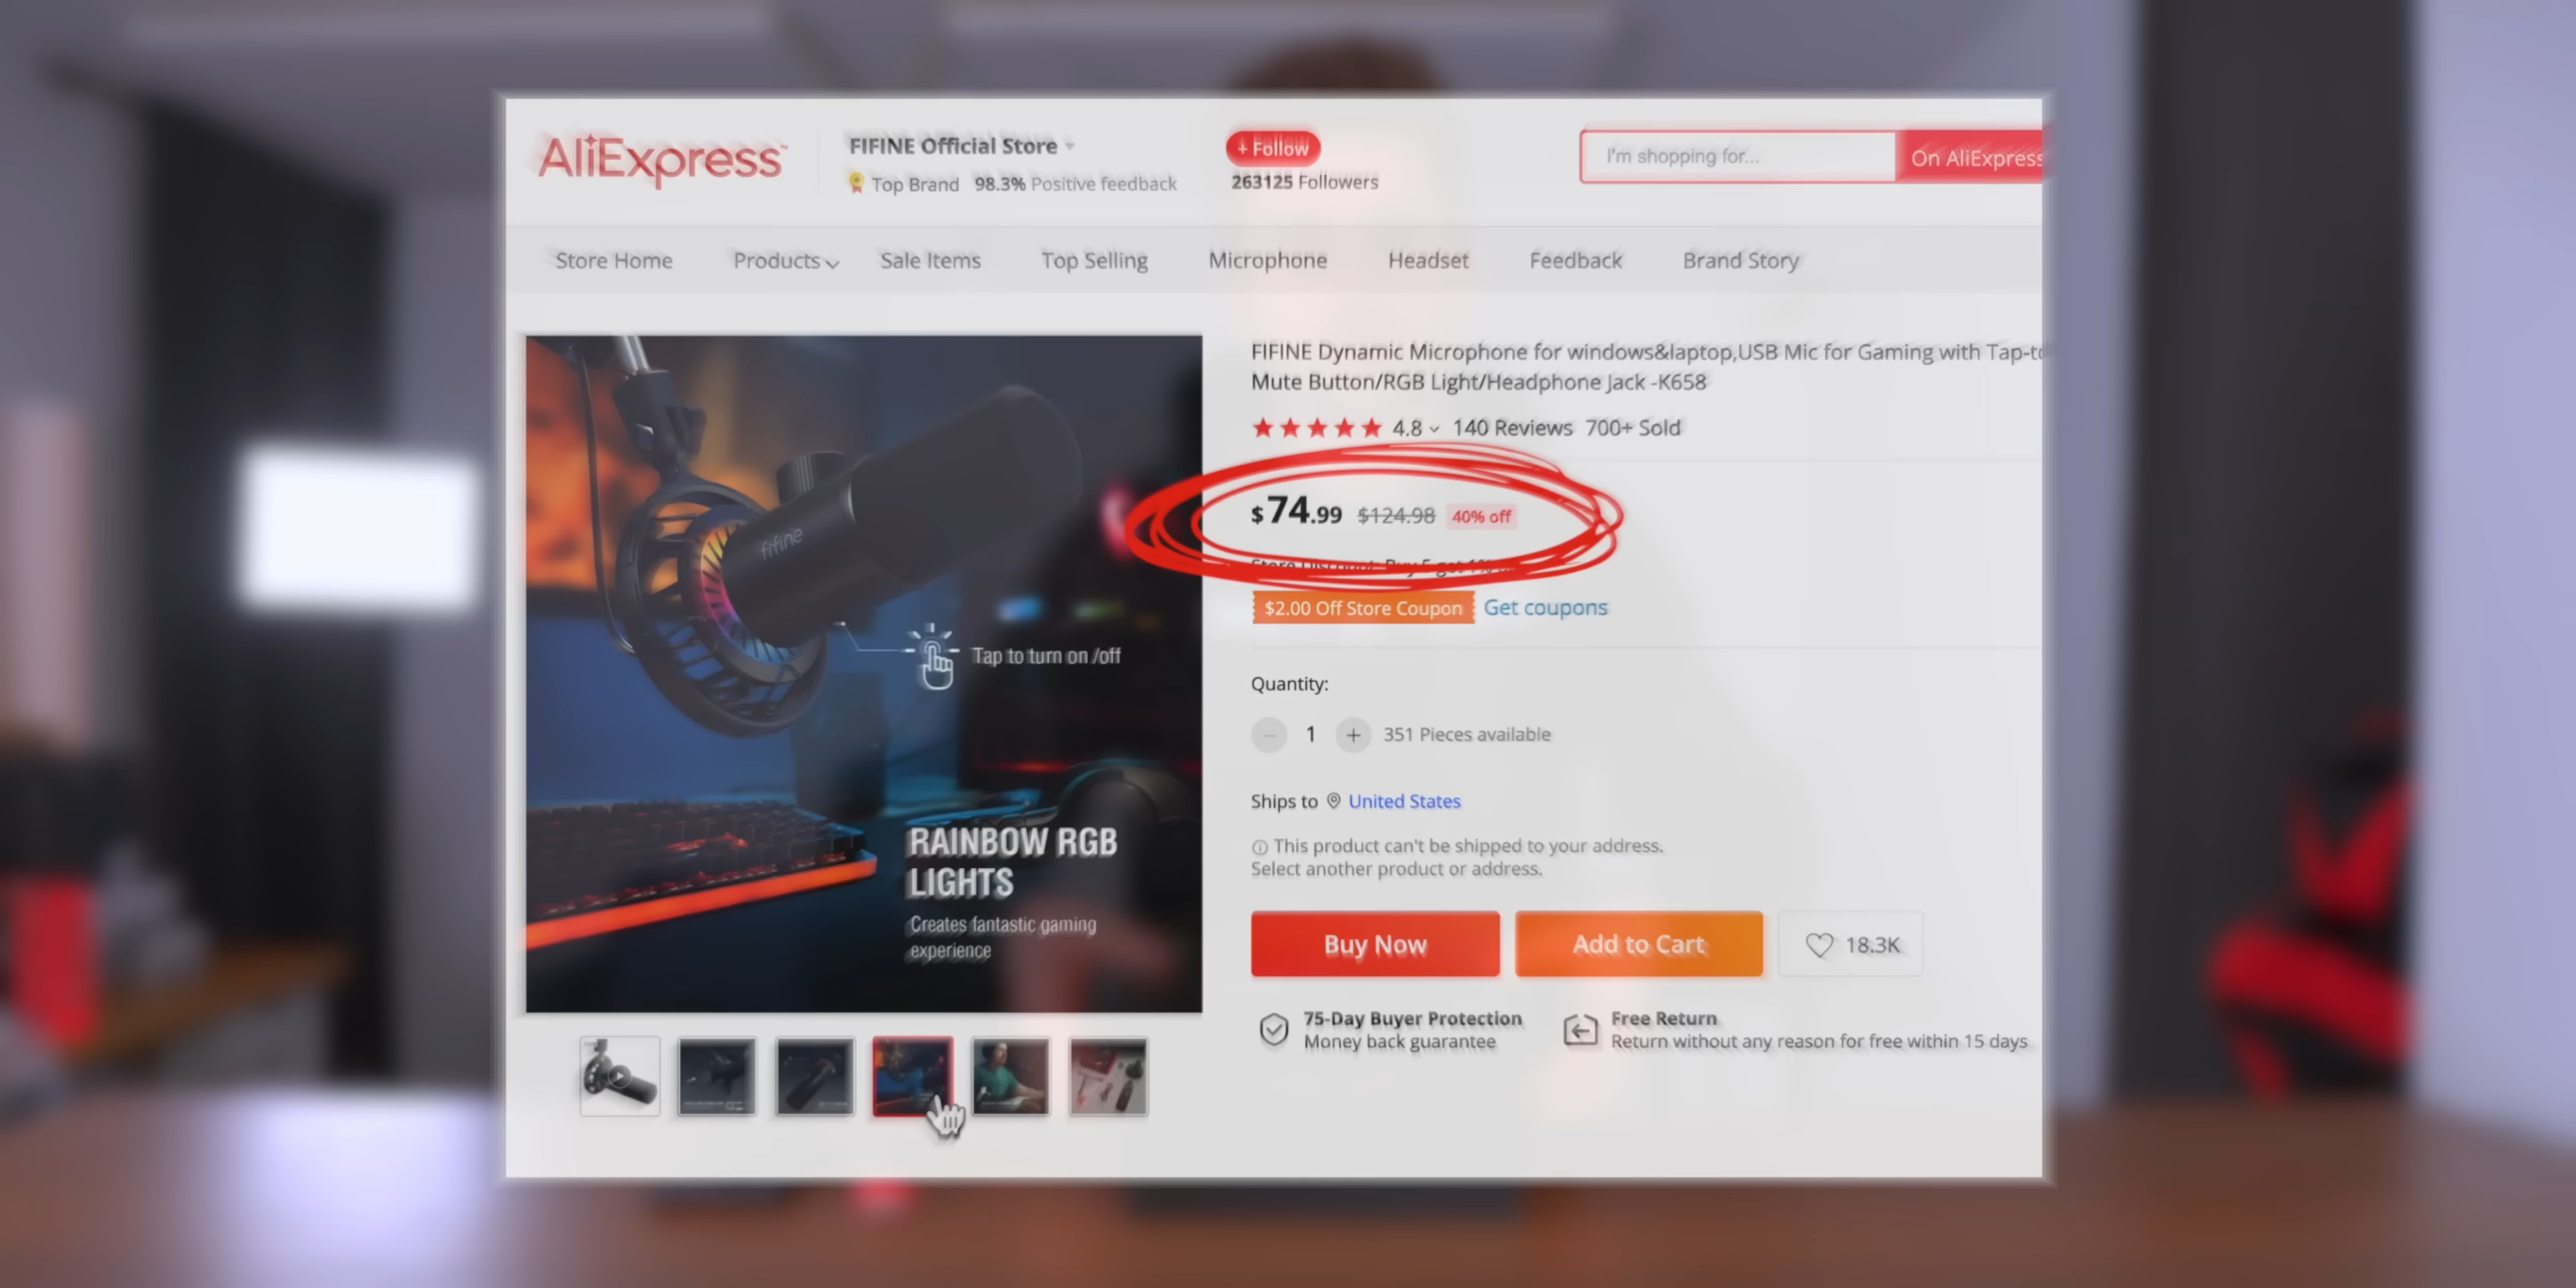 AliExpress™
FIFINE Official Store
Top Brand 98.3% Positive feedback
+ Follow
263125 Followers
I'm shopping for...
On AliExpress
Store Home Products Sale Items Top Selling Microphone Headset Feedback Brand Story
FIFINE Dynamic Microphone for windows&laptop,USB Mic for Gaming with Tap-to
Mute Button/RGB Light/Headphone Jack -K658
4.8 140 Reviews 700+ Sold
$74.99 $124.98 40% off
Store Discount: Buy 5 get
$2.00 Off Store Coupon Get coupons
Quantity:
− 1 + 351 Pieces available
Ships to United States
This product can't be shipped to your address.
Select another product or address.
Buy Now Add to Cart 18.3K
75-Day Buyer Protection
Money back guarantee
Free Return
Return without any reason for free within 15 days
fifine
Tap to turn on /off
RAINBOW RGB
LIGHTS
Creates fantastic gaming
experience